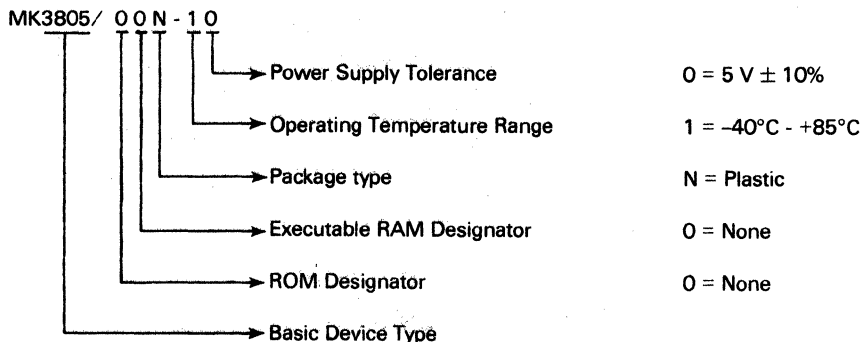 MK3805/ 0 0 N - 1 0
Power Supply Tolerance 0 = 5 V ± 10%
Operating Temperature Range 1 = –40°C - +85°C
Package type N = Plastic
Executable RAM Designator 0 = None
ROM Designator 0 = None
Basic Device Type